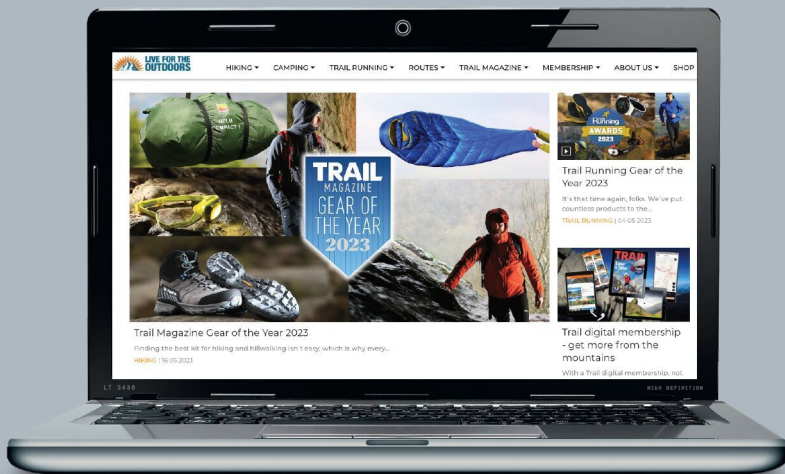 LIVE FOR THE
OUTDOORS
HIKING CAMPING TRAIL RUNNING ROUTES TRAIL MAGAZINE MEMBERSHIP ABOUT US SHOP
HELM
COMPACT 1
TRAIL
MAGAZINE
GEAR OF
THE YEAR
2023
Running
AWARDS
2023
Trail Running Gear of the
Year 2023
It's that time again, folks. We've put
countless products to the...
TRAIL RUNNING | 04 05 2023
TRAIL
Trail digital membership
- get more from the
mountains
With a Trail digital membership, not
Trail Magazine Gear of the Year 2023
Finding the best kit for hiking and hillwalking isn't easy, which is why every...
HIKING | 16 05 2023
LT 5430
HIGH DEFINITION